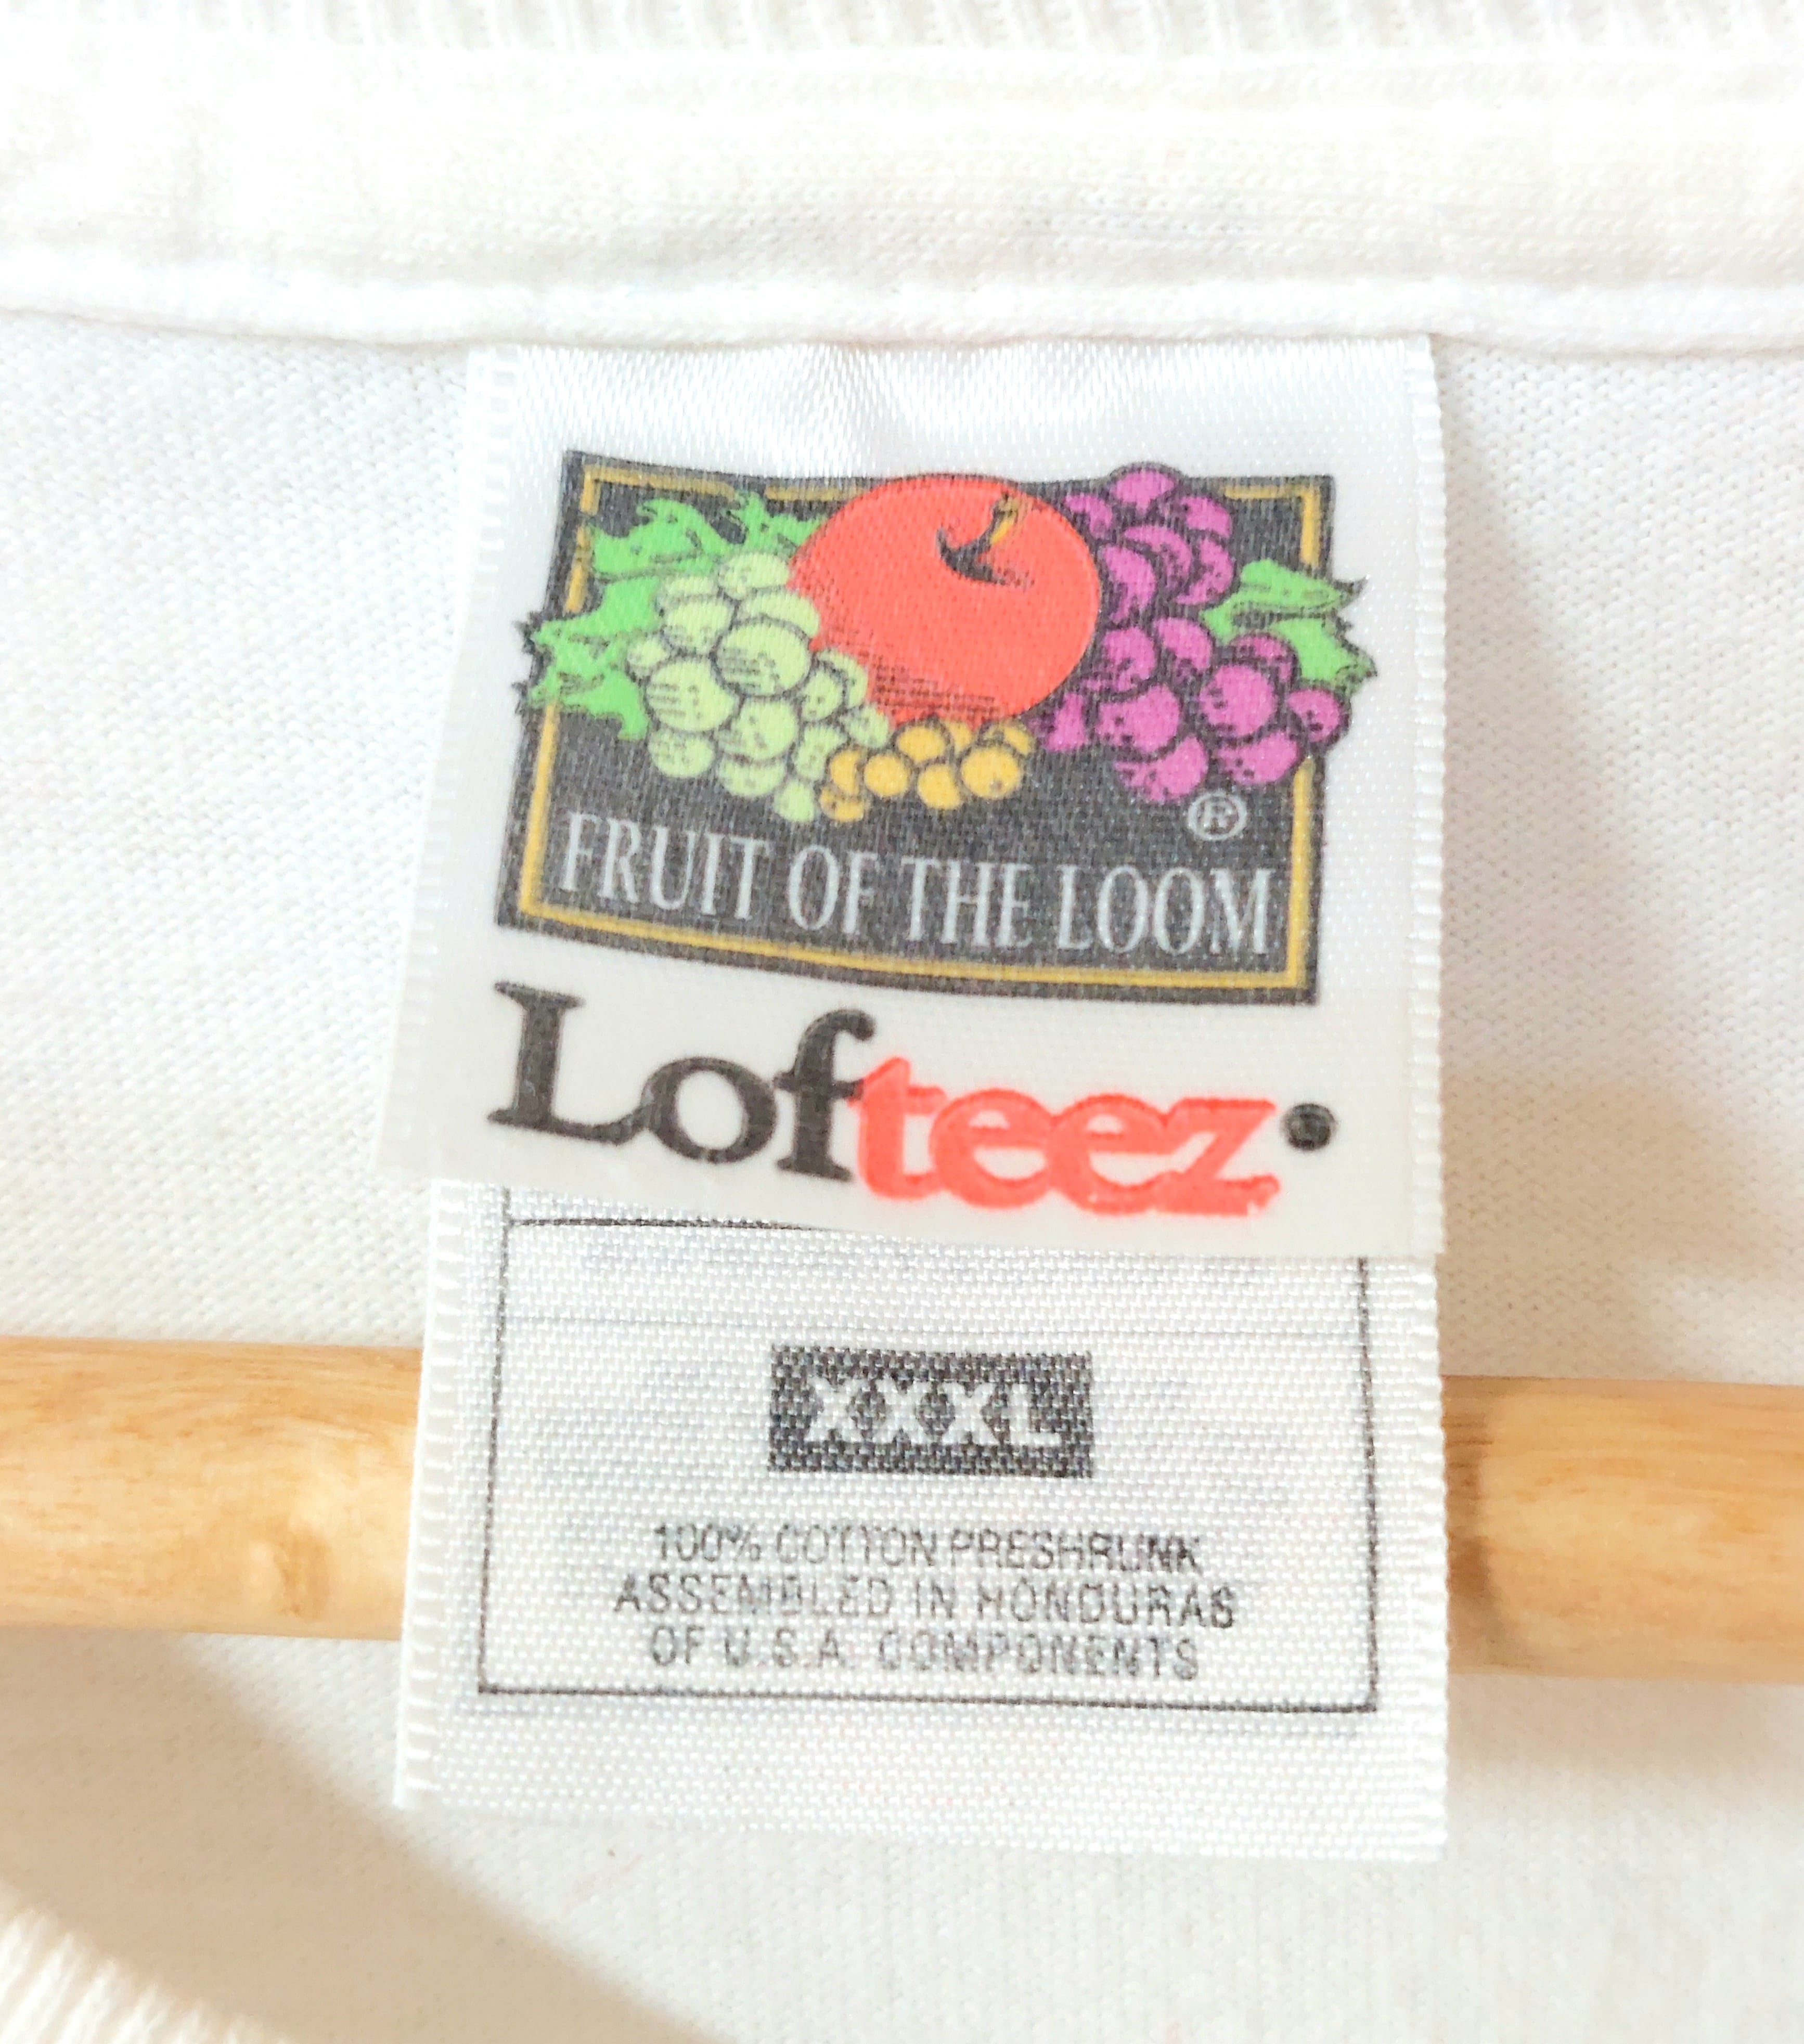 ®
FRUIT OF THE LOOM
Lofteez
XXXL
100% COTTON PRESHRUNK
ASSEMBLED IN HONDURAS
OF U.S.A. COMPONENTS